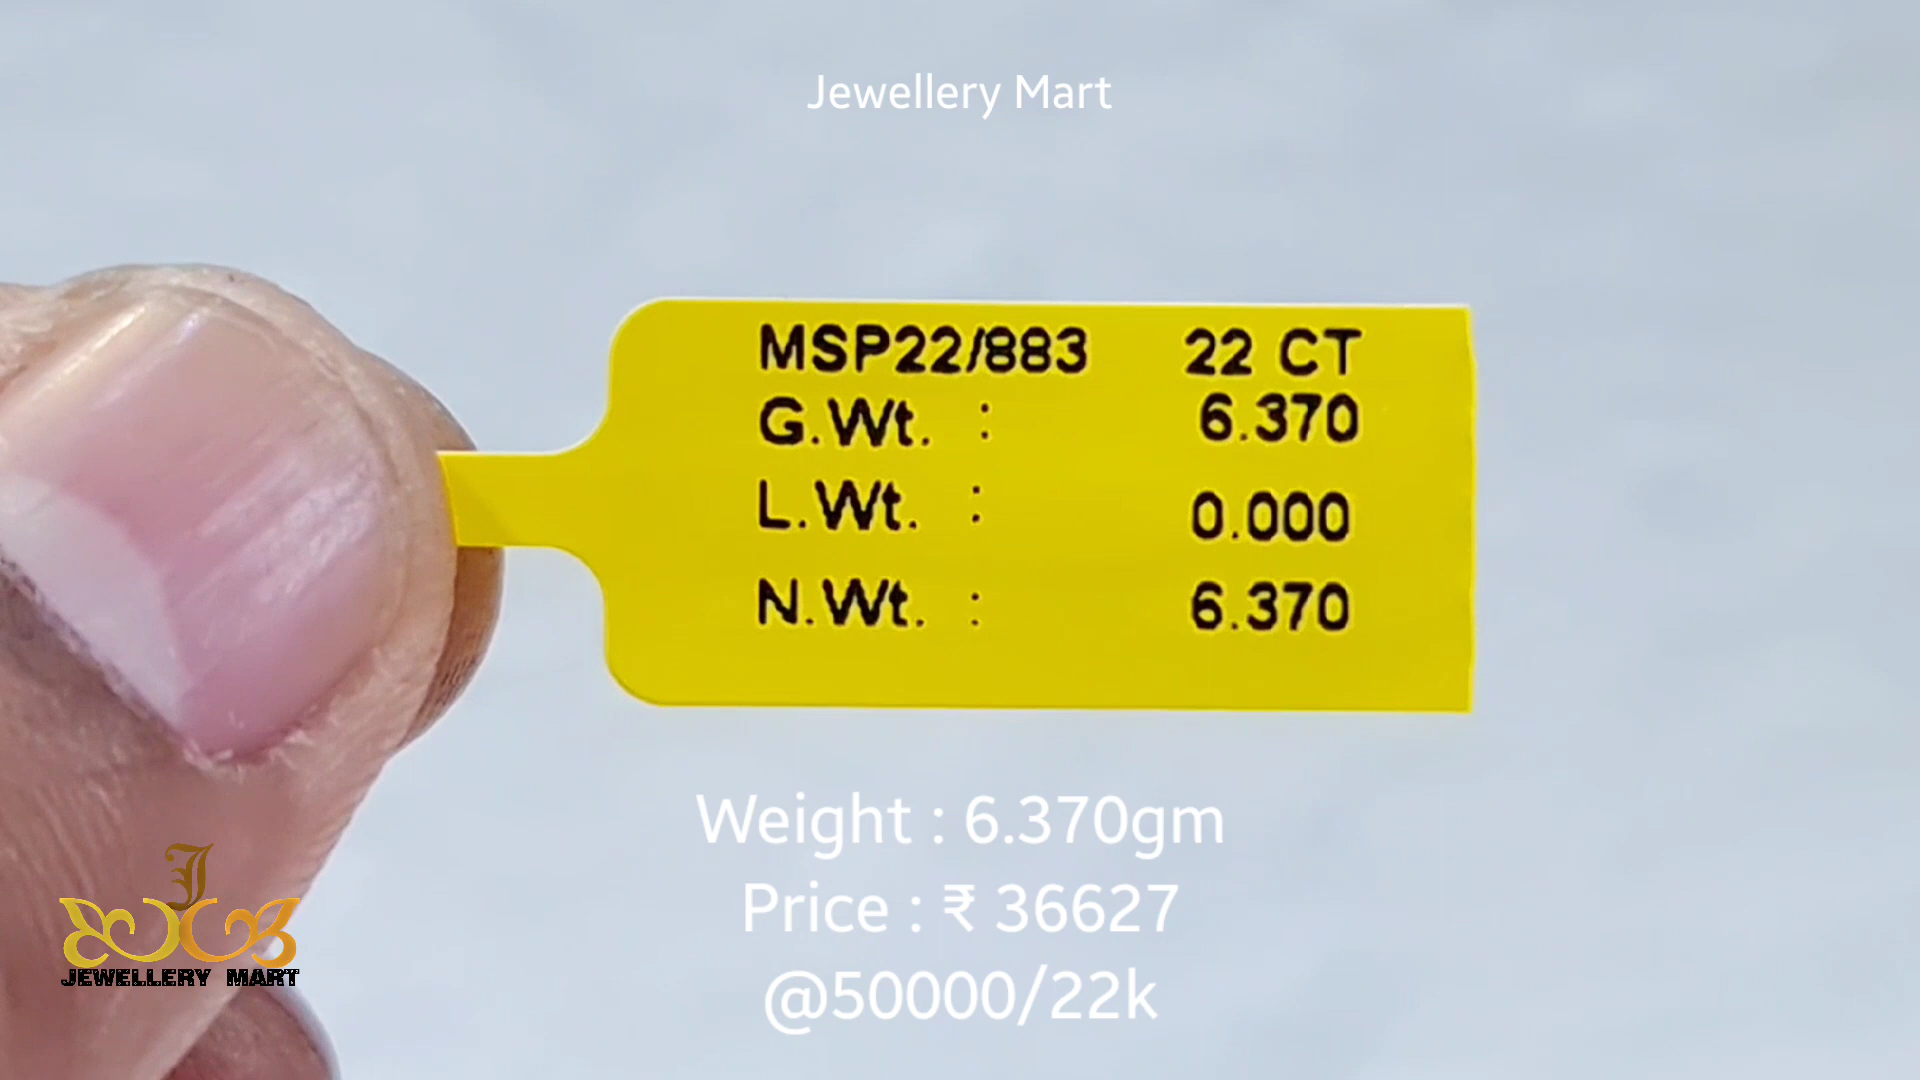 Jewellery Mart
MSP22/883 22 CT
G.Wt. : 6.370
L.Wt. : 0.000
N.Wt. : 6.370
Weight : 6.370gm
Price : ₹ 36627
@50000/22k
J
JEWELLERY MART